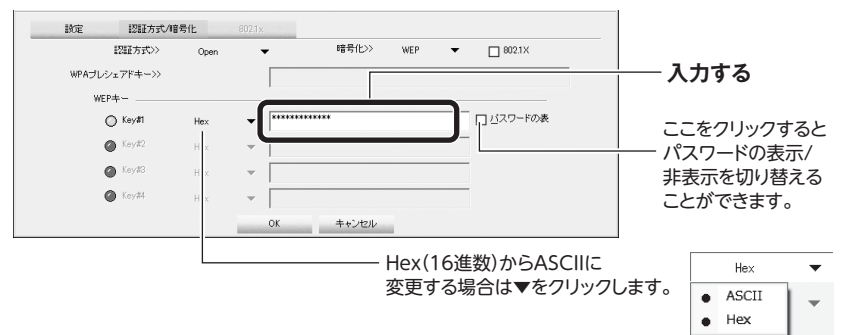 設定 認証方式/暗号化 802.1x
認証方式>> Open 暗号化>> WEP 802.1X
WPAプレシェアドキー>>
WEPキー
Key#1 Hex ************* パスワードの表
Key#2
Key#3
Key#4
OK キャンセル
入力する
ここをクリックすると
パスワードの表示/
非表示を切り替える
ことができます。
Hex(16進数)からASCIIに
変更する場合は▼をクリックします。
Hex
ASCII
Hex